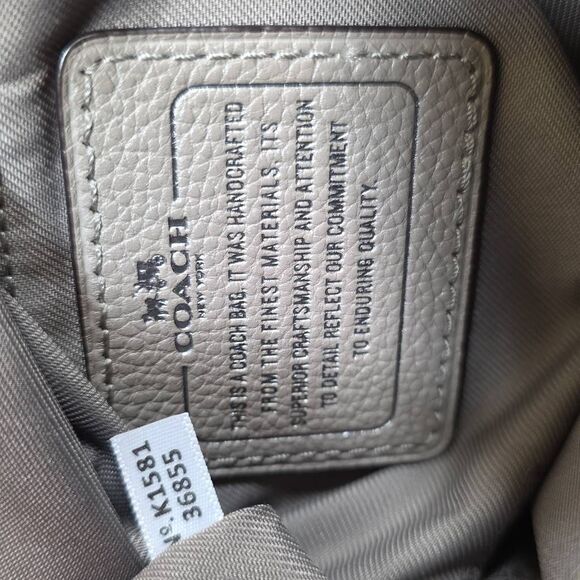 COACH
NEW YORK
THIS IS A COACH BAG. IT WAS HANDCRAFTED
FROM THE FINEST MATERIALS. ITS
SUPERIOR CRAFTSMANSHIP AND ATTENTION
TO DETAIL REFLECT OUR COMMITMENT
TO ENDURING QUALITY.
Nº. K1581
36855